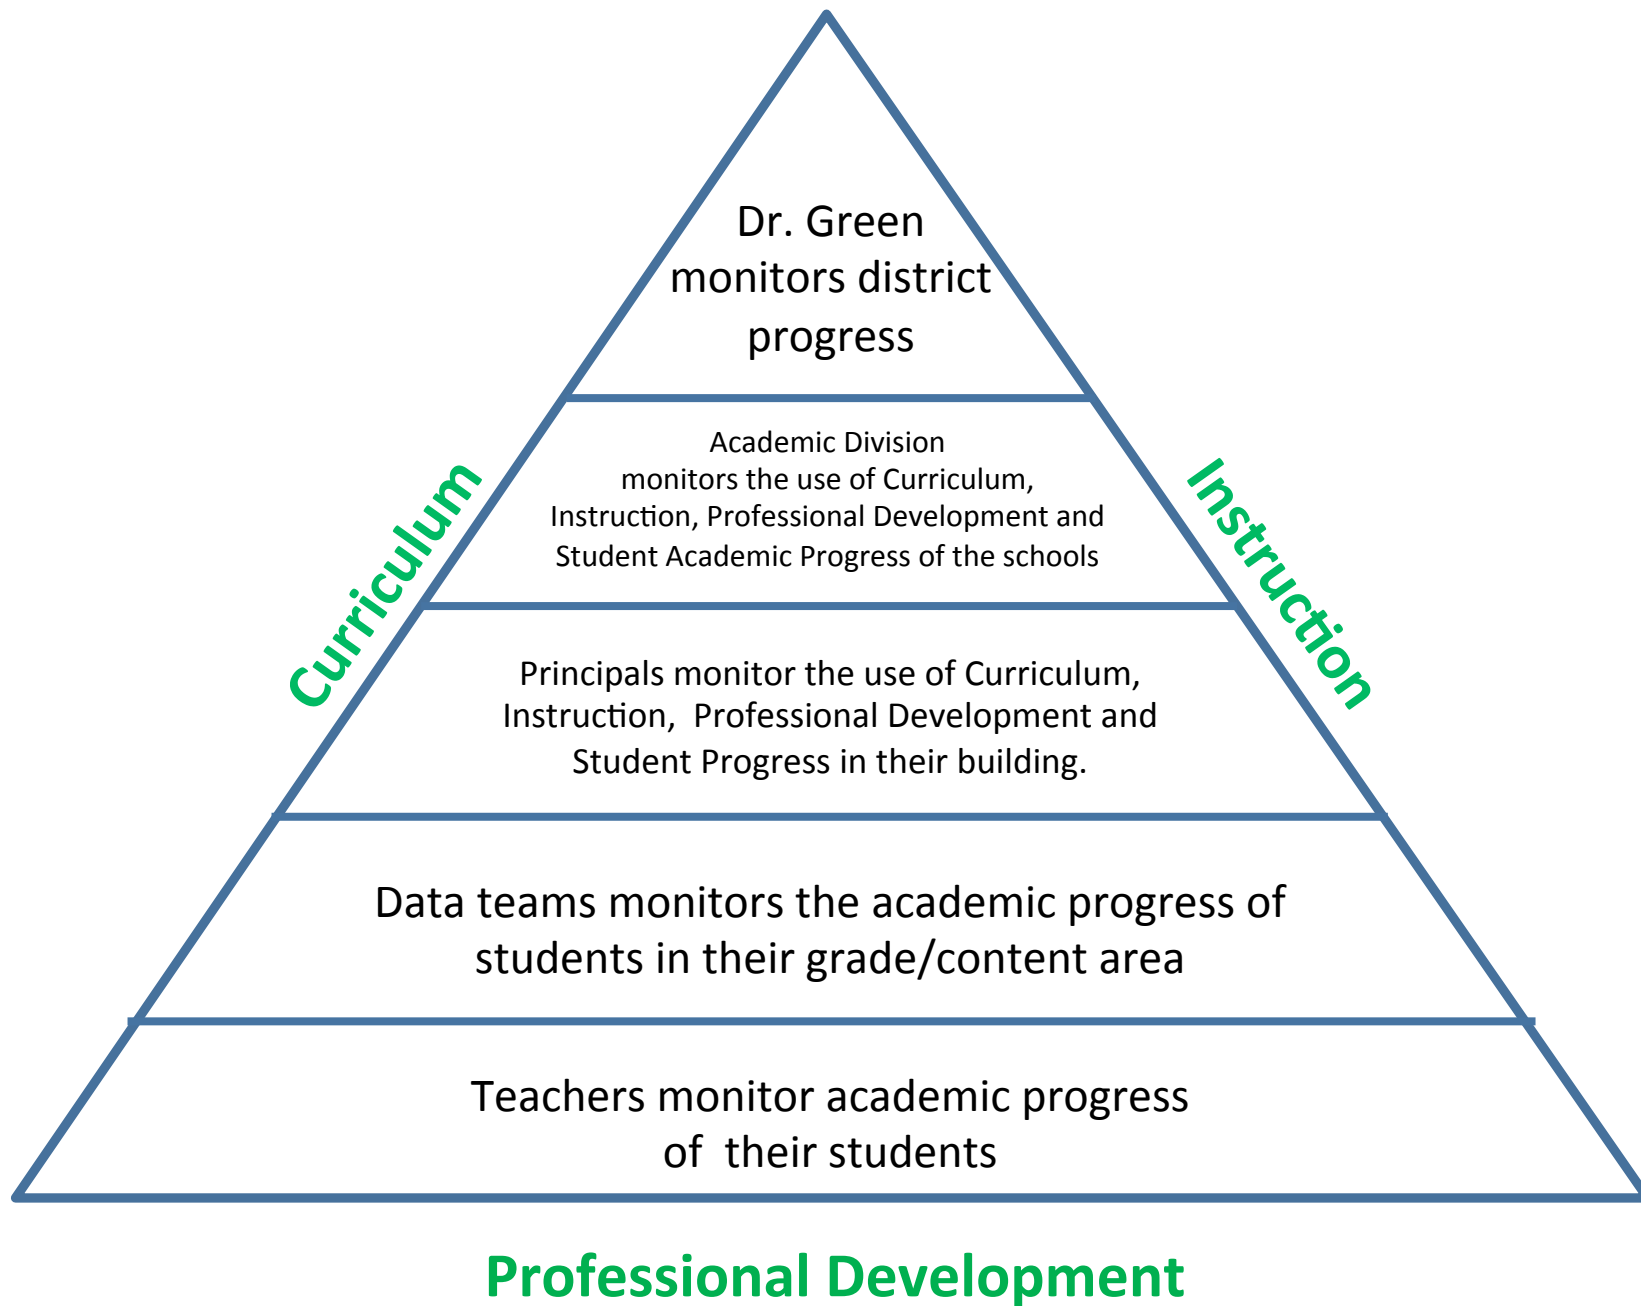 Dr. Green
monitors district
progress
Academic Division
monitors the use of Curriculum,
Instruction, Professional Development and
Student Academic Progress of the schools
Curriculum
Instruction
Principals monitor the use of Curriculum,
Instruction,  Professional Development and
Student Progress in their building.
Data teams monitors the academic progress of
students in their grade/content area
Teachers monitor academic progress
of  their students
Professional Development